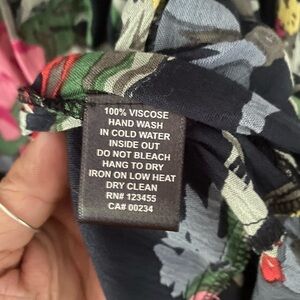 100% VISCOSE
HAND WASH
IN COLD WATER
INSIDE OUT
DO NOT BLEACH
HANG TO DRY
IRON ON LOW HEAT
DRY CLEAN
RN# 123455
CA# 00234